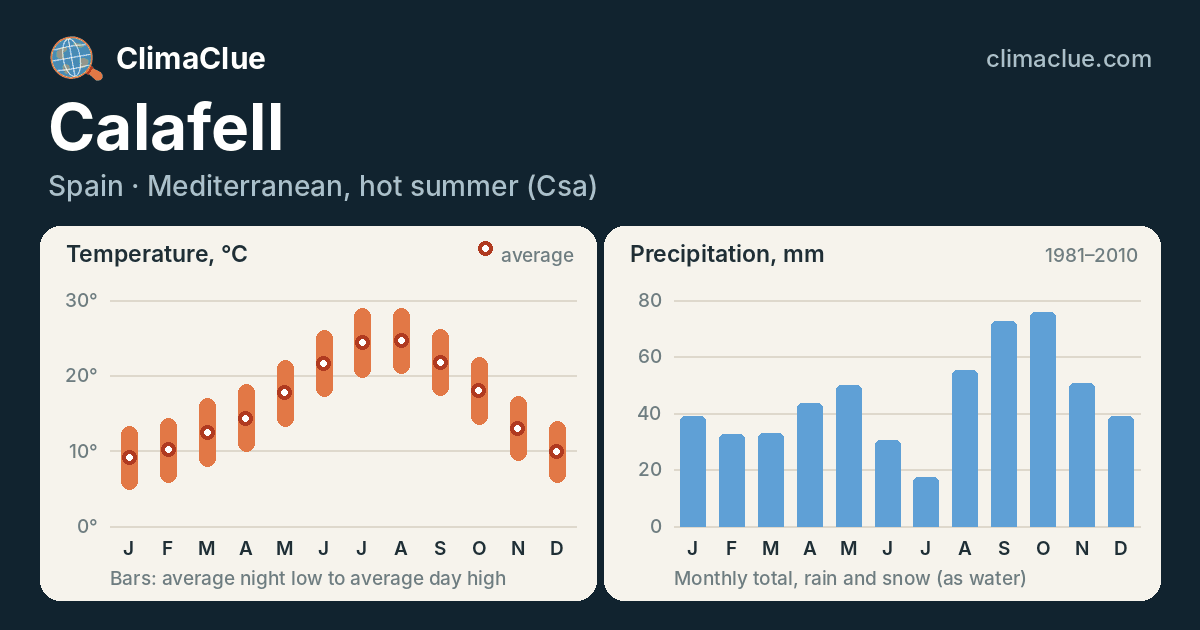 ClimaClue
climaclue.com
Calafell
Spain · Mediterranean, hot summer (Csa)
Temperature, °C
average
30°
20°
10°
0°
J F M A M J J A S O N D
Bars: average night low to average day high
Precipitation, mm
1981–2010
80
60
40
20
0
J F M A M J J A S O N D
Monthly total, rain and snow (as water)